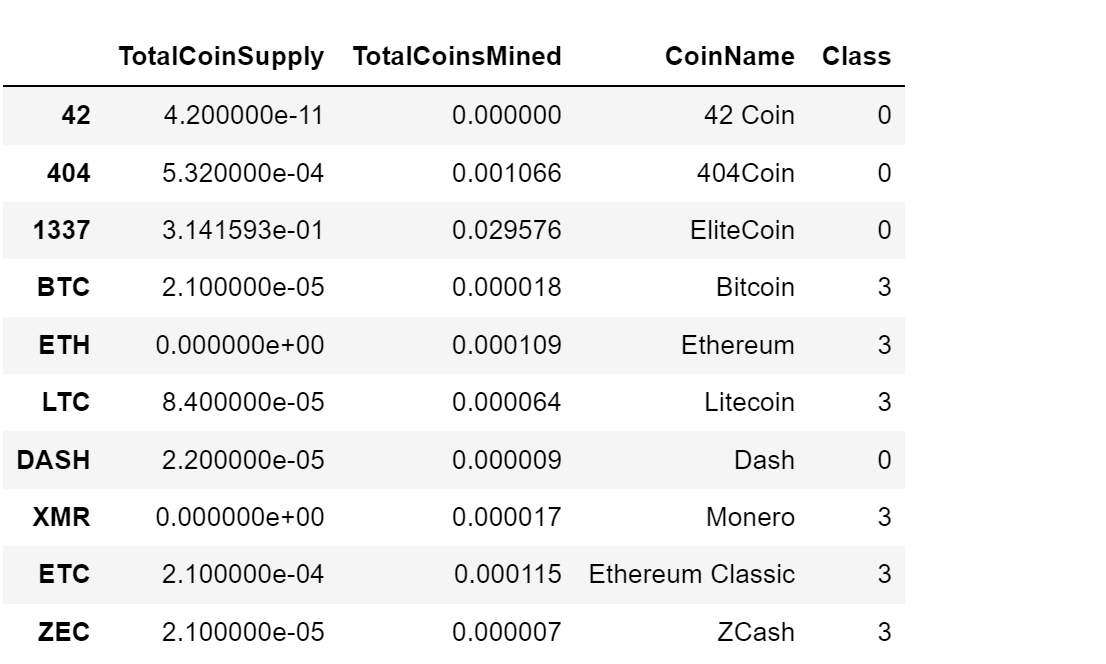 TotalCoinSupply TotalCoinsMined CoinName Class
42 4.200000e-11 0.000000 42 Coin 0
404 5.320000e-04 0.001066 404Coin 0
1337 3.141593e-01 0.029576 EliteCoin 0
BTC 2.100000e-05 0.000018 Bitcoin 3
ETH 0.000000e+00 0.000109 Ethereum 3
LTC 8.400000e-05 0.000064 Litecoin 3
DASH 2.200000e-05 0.000009 Dash 0
XMR 0.000000e+00 0.000017 Monero 3
ETC 2.100000e-04 0.000115 Ethereum Classic 3
ZEC 2.100000e-05 0.000007 ZCash 3